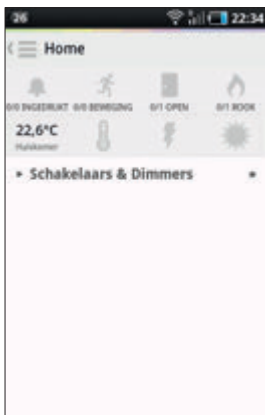 26 22:34
Home
0/0 INGEDRUKT 0/0 BEWEGING 0/1 OPEN 0/1 ROOK
22,6°C
Huiskamer
▸ Schakelaars & Dimmers